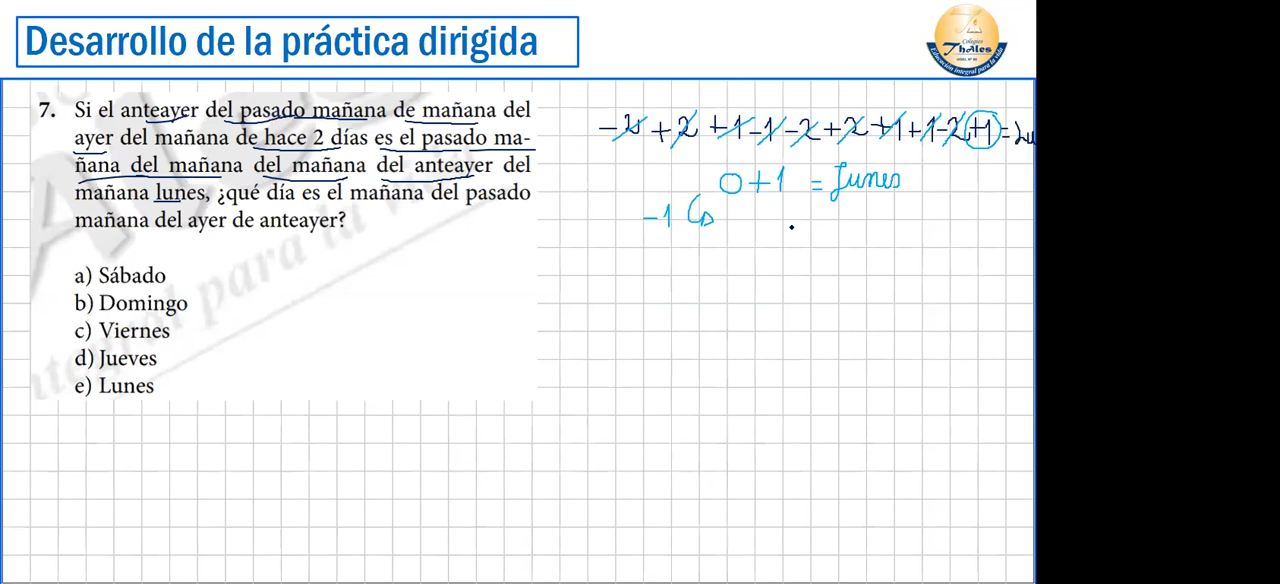 Desarrollo de la práctica dirigida
Colegios
Thales
Educación integral para la vida
7. Si el anteayer del pasado mañana de mañana del
ayer del mañana de hace 2 días es el pasado ma-
ñana del mañana del mañana del anteayer del
mañana lunes, ¿qué día es el mañana del pasado
mañana del ayer de anteayer?
a) Sábado
b) Domingo
c) Viernes
d) Jueves
e) Lunes
-2 +2 +1 -1 -2 +2 +1 +1 -2 +1 = Lu
0 +1 = Lunes
-1